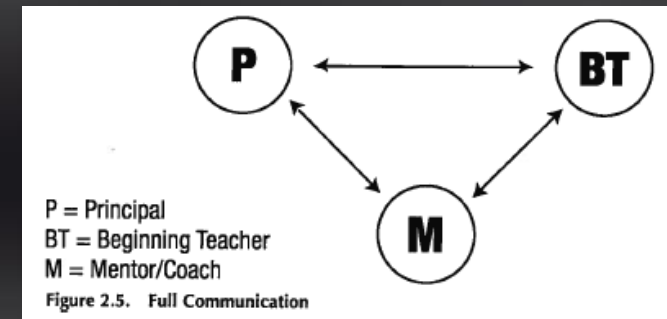 P
BT
M
P = Principal
BT = Beginning Teacher
M = Mentor/Coach
Figure 2.5. Full Communication